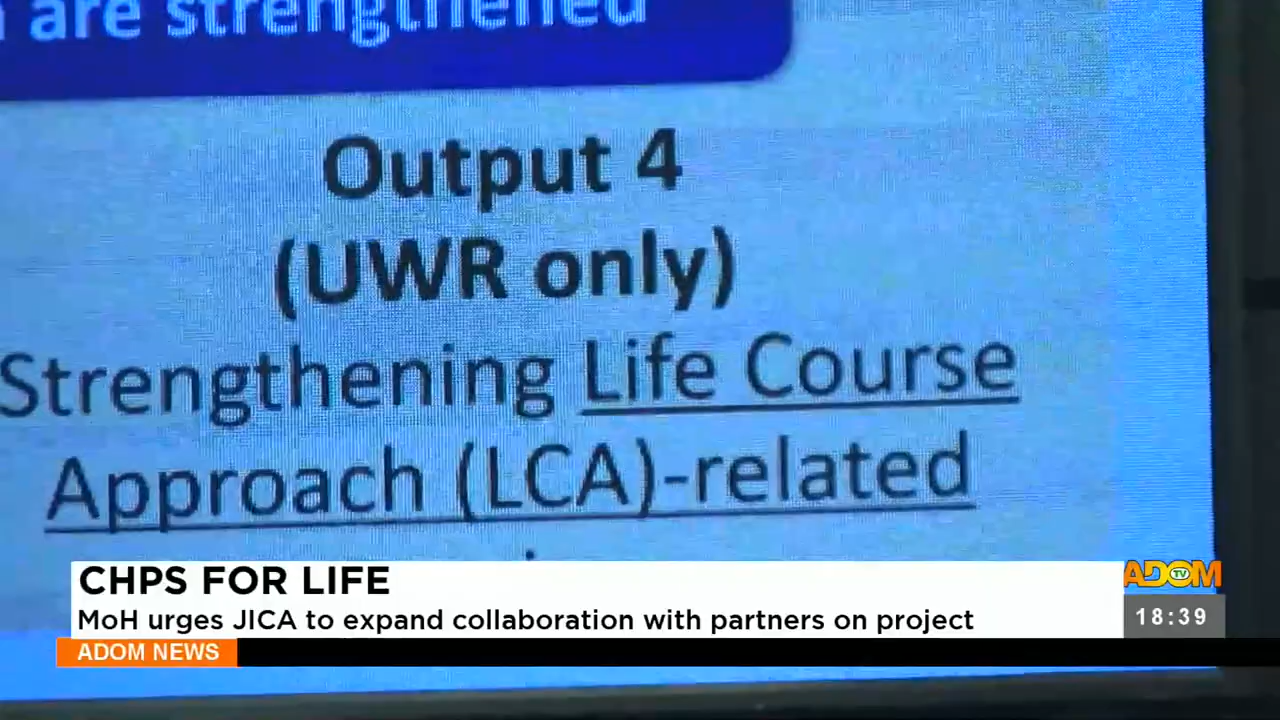 are strengthened
Output 4
(UWR only)
Strengthening Life Course
Approach (LCA)-related
CHPS FOR LIFE
MoH urges JICA to expand collaboration with partners on project
ADOM TV
18:39
ADOM NEWS